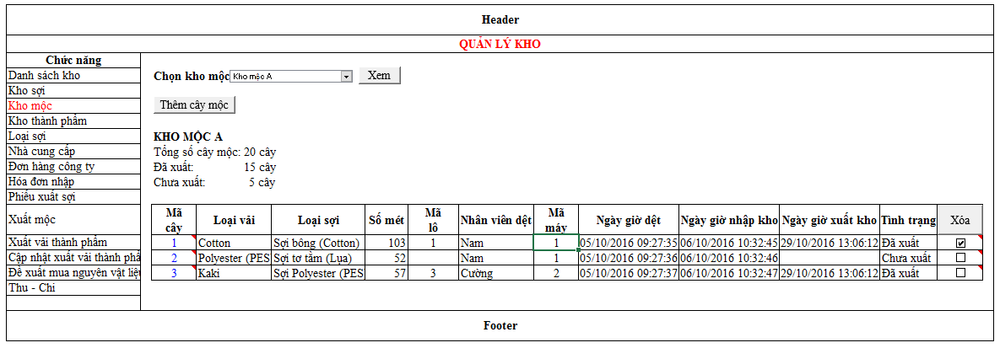 Header
QUẢN LÝ KHO
Chức năng
Danh sách kho
Kho sợi
Kho mộc
Kho thành phẩm
Loại sợi
Nhà cung cấp
Đơn hàng công ty
Hóa đơn nhập
Phiếu xuất sợi
Xuất mộc
Xuất vải thành phẩm
Cập nhật xuất vải thành phẩ
Đề xuất mua nguyên vật liệu
Thu - Chi
Chọn kho mộc Kho mộc A Xem
Thêm cây mộc
KHO MỘC A
Tổng số cây mộc: 20 cây
Đã xuất: 15 cây
Chưa xuất: 5 cây
Mã cây Loại vải Loại sợi Số mét Mã lô Nhân viên dệt Mã máy Ngày giờ dệt Ngày giờ nhập kho Ngày giờ xuất kho Tình trạng Xóa
1 Cotton Sợi bông (Cotton) 103 1 Nam 1 05/10/2016 09:27:35 06/10/2016 10:32:45 29/10/2016 13:06:12 Đã xuất
2 Polyester (PES Sợi tơ tằm (Lụa) 52 Nam 1 05/10/2016 09:27:36 06/10/2016 10:32:46 Chưa xuất
3 Kaki Sợi Polyester (PES 57 3 Cường 2 05/10/2016 09:27:37 06/10/2016 10:32:47 29/10/2016 13:06:12 Đã xuất
Footer